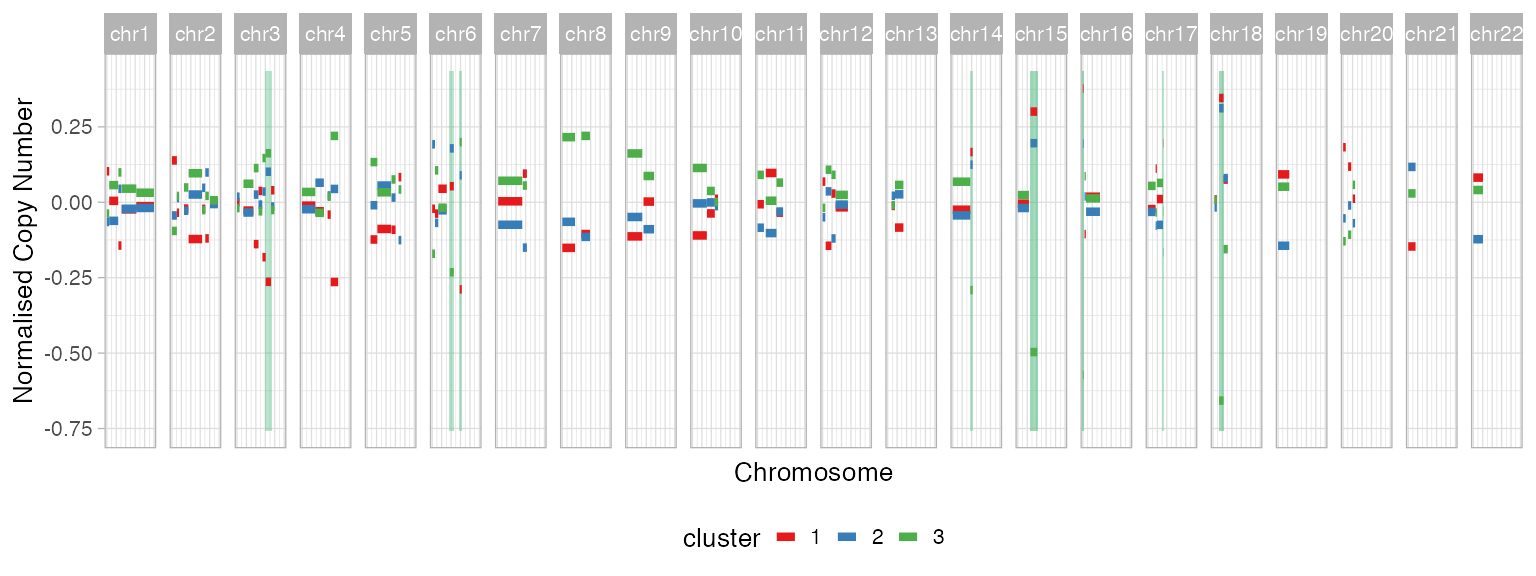 chr1 chr2 chr3 chr4 chr5 chr6 chr7 chr8 chr9 chr10 chr11 chr12 chr13 chr14 chr15 chr16 chr17 chr18 chr19 chr20 chr21 chr22
Normalised Copy Number
0.25
0.00
-0.25
-0.50
-0.75
Chromosome
cluster 1 2 3